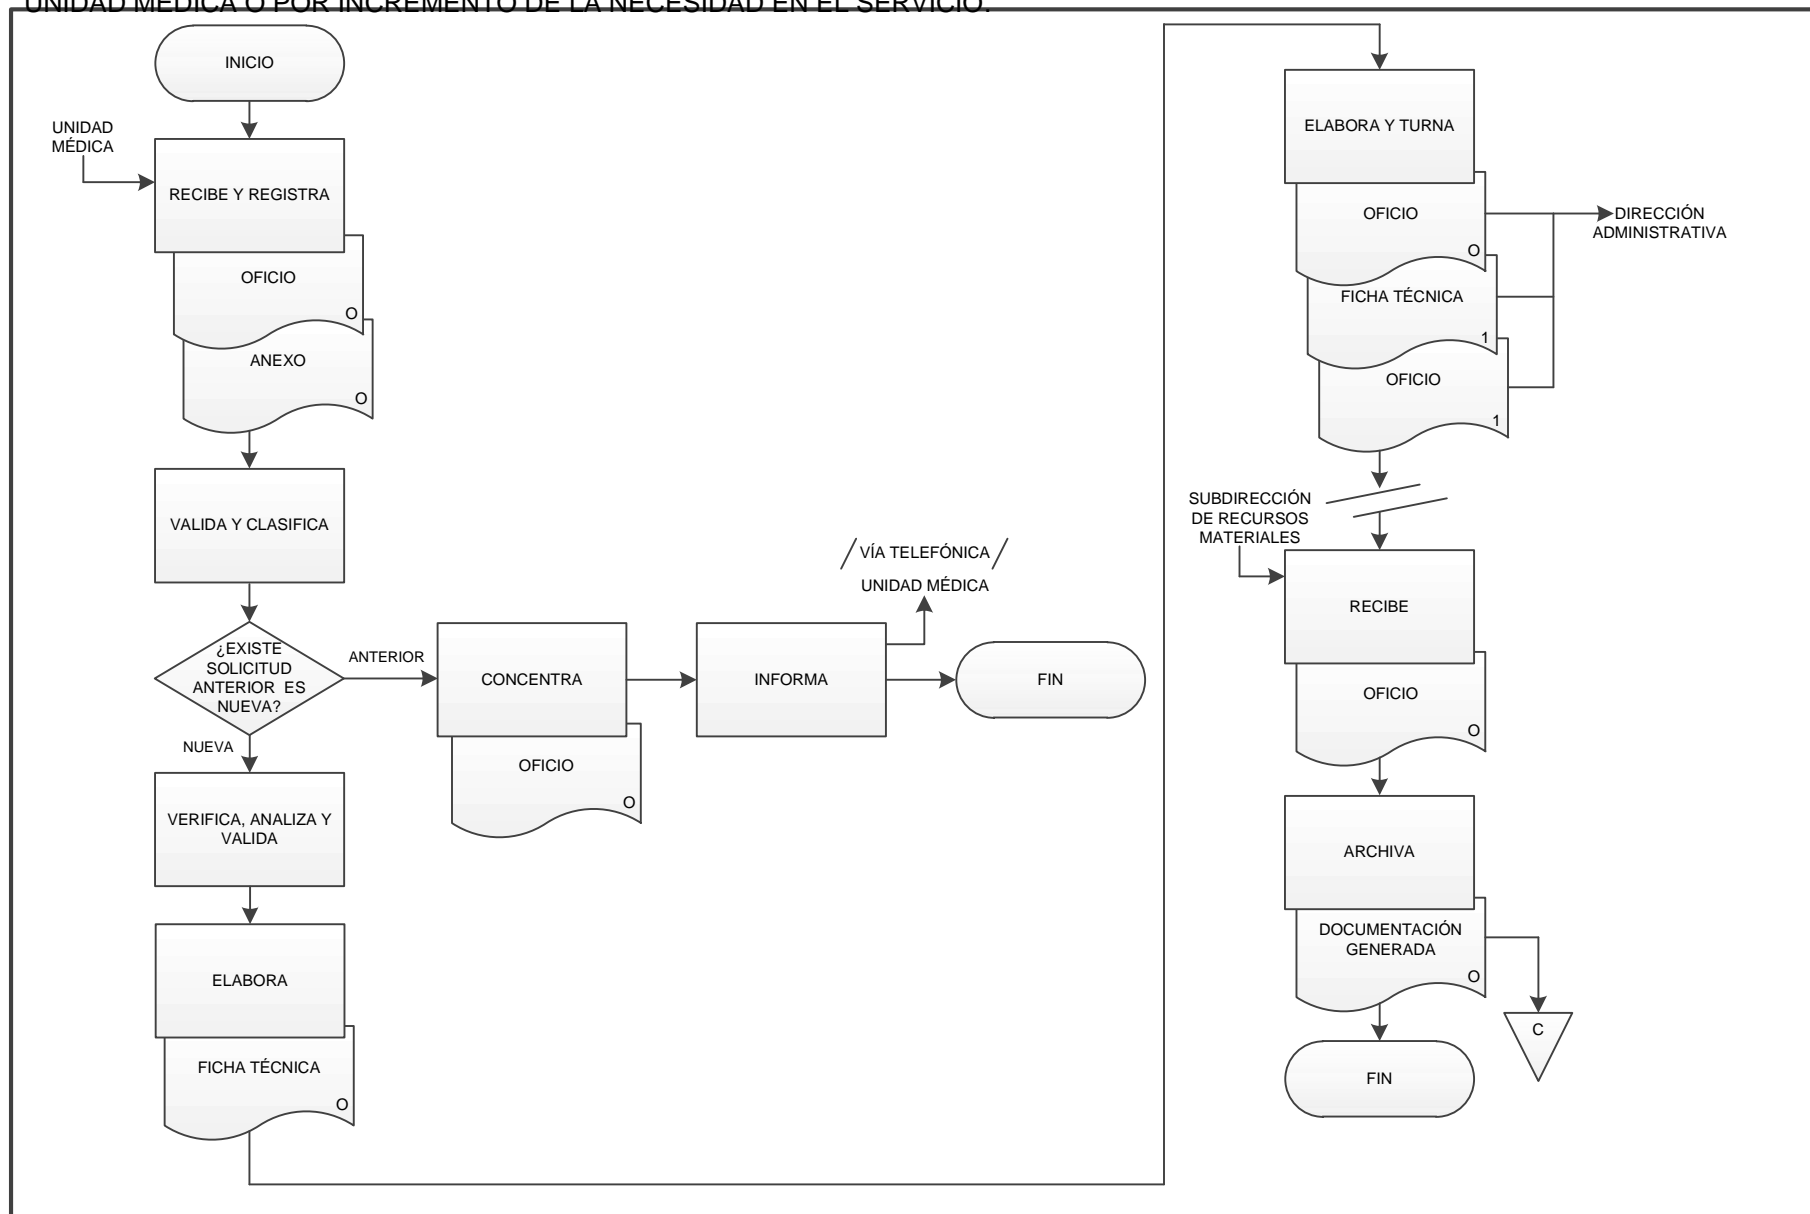 UNIDAD MÉDICA O POR INCREMENTO DE LA NECESIDAD EN EL SERVICIO.
INICIO
UNIDAD
MÉDICA
RECIBE Y REGISTRA
OFICIO
O
ANEXO
O
VALIDA Y CLASIFICA
¿EXISTE
SOLICITUD
ANTERIOR ES
NUEVA?
ANTERIOR
NUEVA
CONCENTRA
OFICIO
O
INFORMA
VÍA TELEFÓNICA
UNIDAD MÉDICA
FIN
VERIFICA, ANALIZA Y
VALIDA
ELABORA
FICHA TÉCNICA
O
ELABORA Y TURNA
OFICIO
O
DIRECCIÓN
ADMINISTRATIVA
FICHA TÉCNICA
1
OFICIO
1
SUBDIRECCIÓN
DE RECURSOS
MATERIALES
RECIBE
OFICIO
O
ARCHIVA
DOCUMENTACIÓN
GENERADA
O
C
FIN